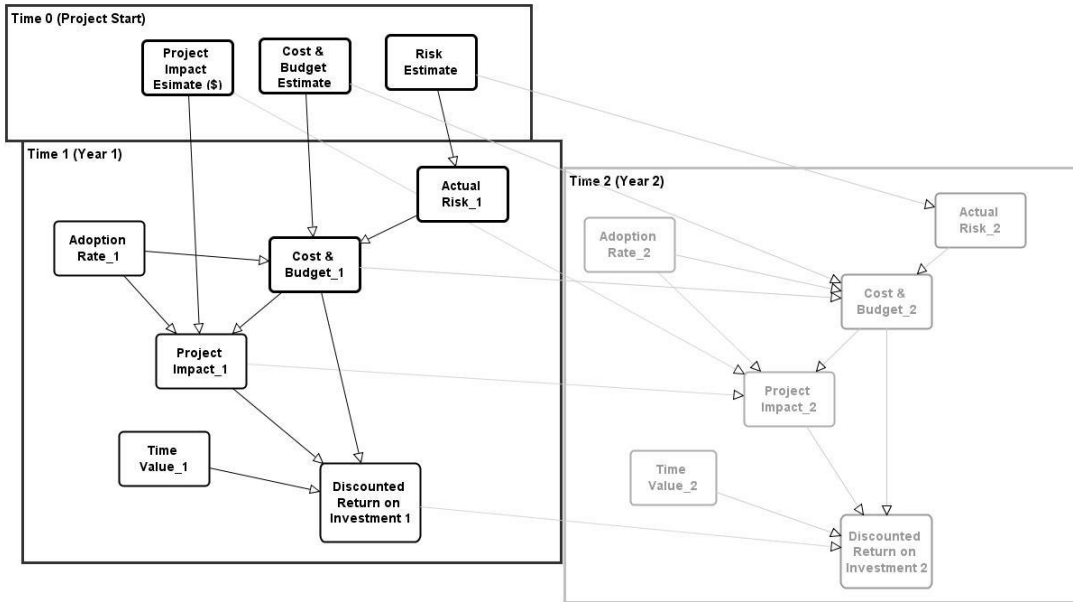 Time 0 (Project Start)
Project
Impact
Esimate ($)
Cost &
Budget
Estimate
Risk
Estimate
Time 1 (Year 1)
Actual
Risk_1
Adoption
Rate_1
Cost &
Budget_1
Project
Impact_1
Time
Value_1
Discounted
Return on
Investment 1
Time 2 (Year 2)
Actual
Risk_2
Adoption
Rate_2
Cost &
Budget_2
Project
Impact_2
Time
Value_2
Discounted
Return on
Investment 2